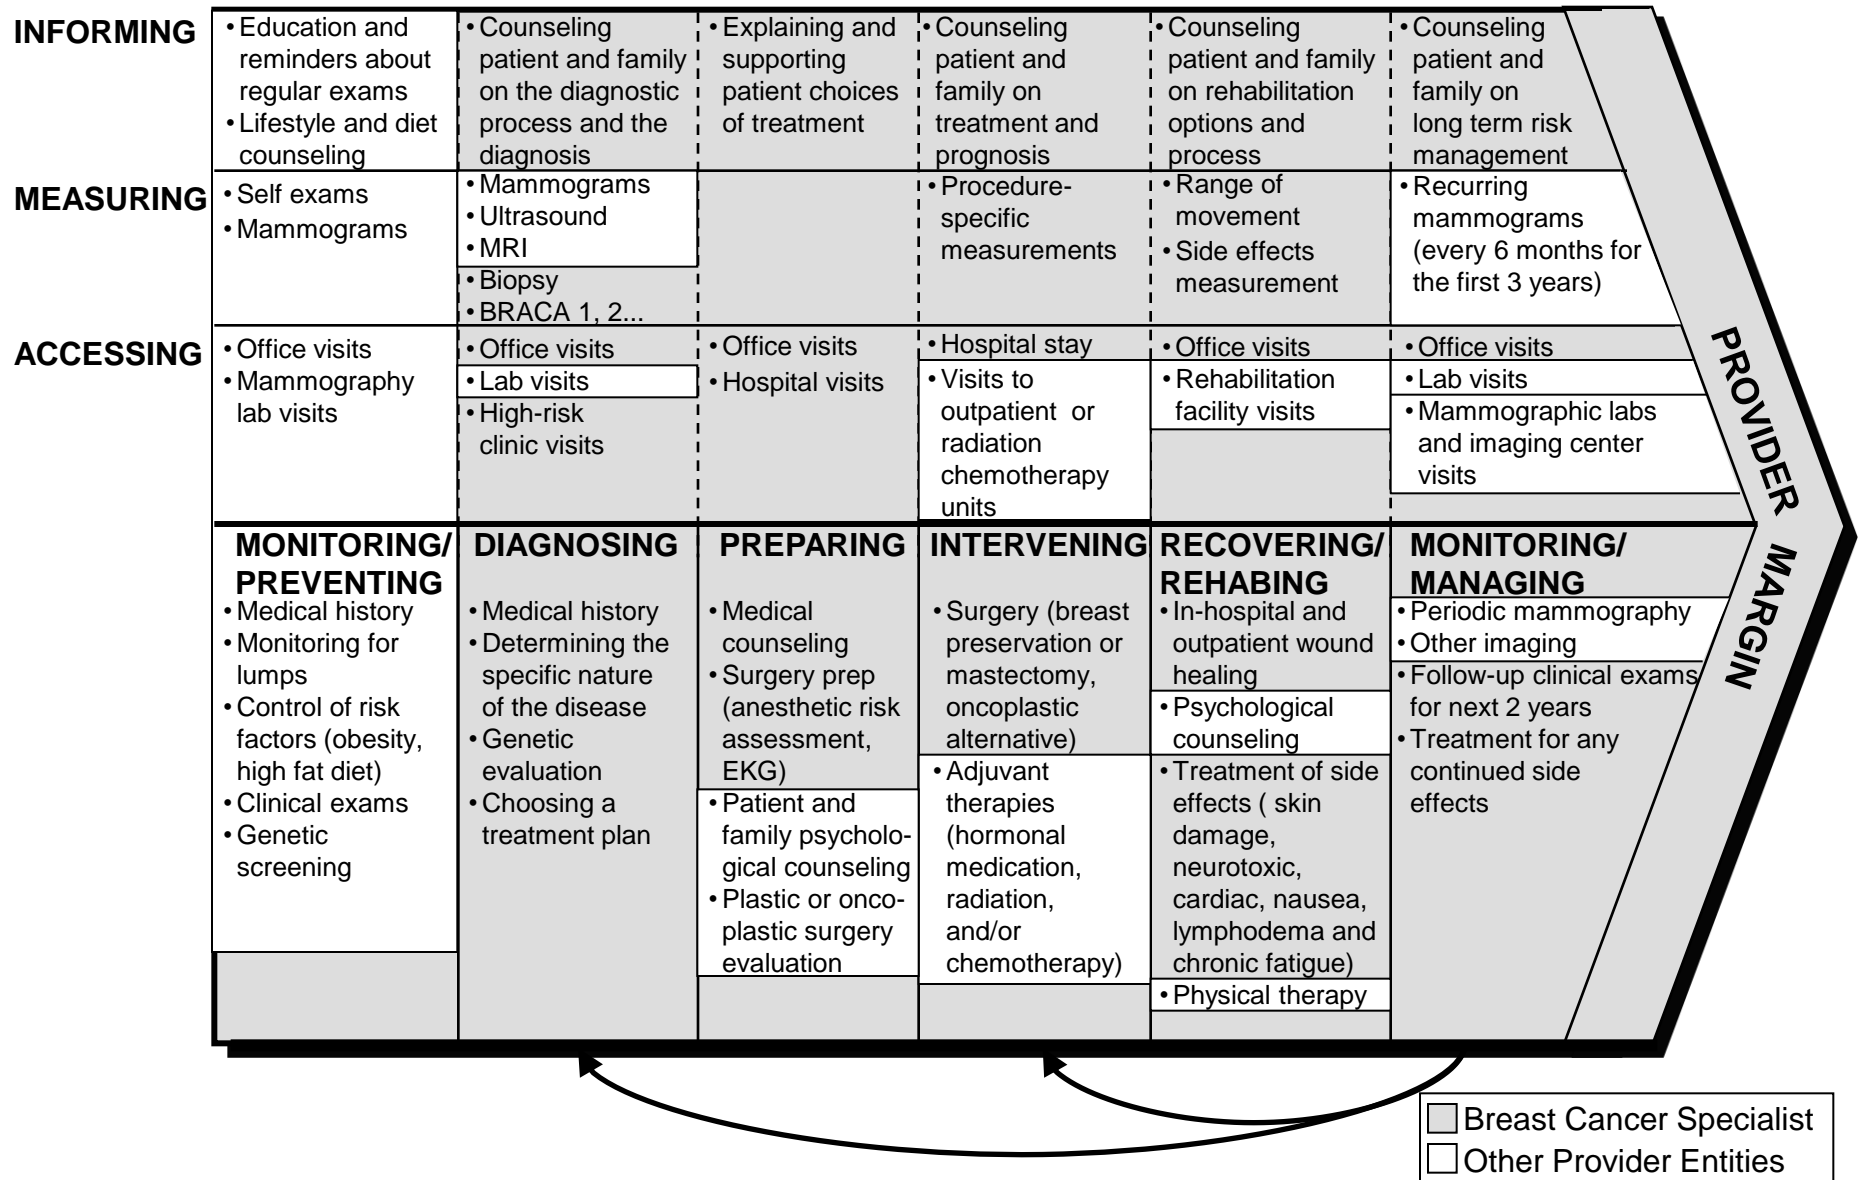 INFORMING
• Education and
reminders about
regular exams
• Lifestyle and diet
counseling
• Counseling
patient and family
on the diagnostic
process and the
diagnosis
• Explaining and
supporting
patient choices
of treatment
• Counseling
patient and
family on
treatment and
prognosis
• Counseling
patient and family
on rehabilitation
options and
process
• Counseling
patient and
family on
long term risk
management
MEASURING
• Self exams
• Mammograms
• Mammograms
• Ultrasound
• MRI
• Biopsy
• BRACA 1, 2...
• Procedure-
specific
measurements
• Range of
movement
• Side effects
measurement
• Recurring
mammograms
(every 6 months for
the first 3 years)
ACCESSING
• Office visits
• Mammography
lab visits
• Office visits
• Lab visits
• High-risk
clinic visits
• Office visits
• Hospital visits
• Hospital stay
• Visits to
outpatient or
radiation
chemotherapy
units
• Office visits
• Rehabilitation
facility visits
• Office visits
• Lab visits
• Mammographic labs
and imaging center
visits
MONITORING/
PREVENTING
• Medical history
• Monitoring for
lumps
• Control of risk
factors (obesity,
high fat diet)
• Clinical exams
• Genetic
screening
DIAGNOSING
• Medical history
• Determining the
specific nature
of the disease
• Genetic
evaluation
• Choosing a
treatment plan
PREPARING
• Medical
counseling
• Surgery prep
(anesthetic risk
assessment,
EKG)
• Patient and
family psycholo-
gical counseling
• Plastic or onco-
plastic surgery
evaluation
INTERVENING
• Surgery (breast
preservation or
mastectomy,
oncoplastic
alternative)
• Adjuvant
therapies
(hormonal
medication,
radiation,
and/or
chemotherapy)
RECOVERING/
REHABING
• In-hospital and
outpatient wound
healing
• Psychological
counseling
• Treatment of side
effects ( skin
damage,
neurotoxic,
cardiac, nausea,
lymphodema and
chronic fatigue)
• Physical therapy
MONITORING/
MANAGING
• Periodic mammography
• Other imaging
• Follow-up clinical exams
for next 2 years
• Treatment for any
continued side
effects
PROVIDER
MARGIN
Breast Cancer Specialist
Other Provider Entities